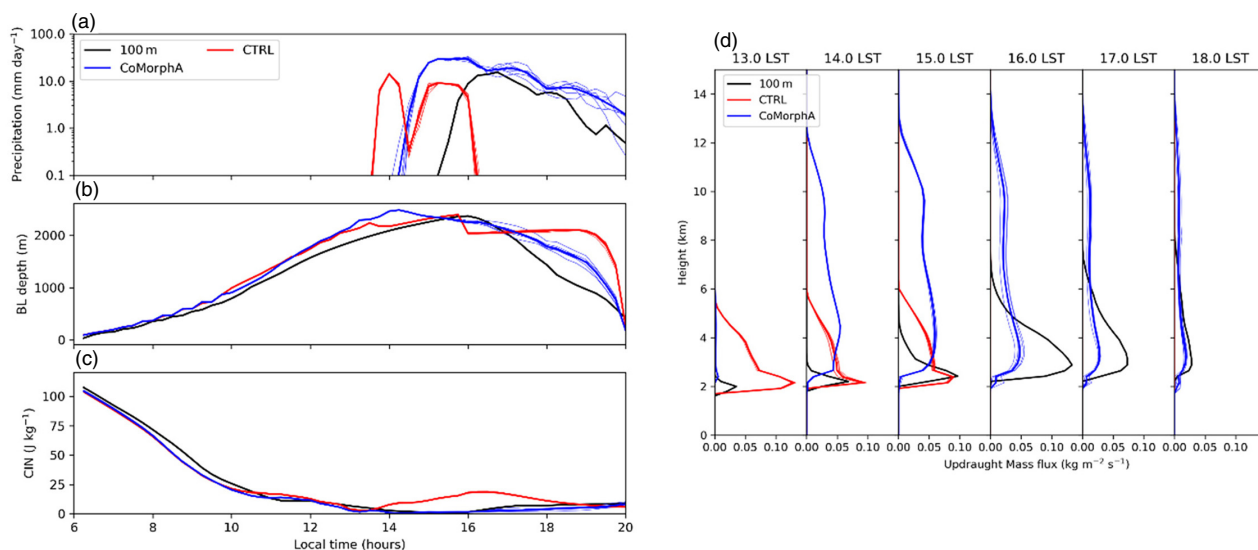 (a)
Precipitation (mm day⁻¹)
100.0
10.0
1.0
0.1
100 m
CoMorphA
CTRL
(b)
BL depth (m)
2000
1000
0
(c)
CIN (J kg⁻¹)
100
75
50
25
0
6 8 10 12 14 16 18 20
Local time (hours)
(d)
13.0 LST 14.0 LST 15.0 LST 16.0 LST 17.0 LST 18.0 LST
100 m
CTRL
CoMorphA
Height (km)
14
12
10
8
6
4
2
0
0.00 0.05 0.00 0.05 0.10 0.00 0.05 0.10 0.00 0.05 0.10 0.00 0.05 0.10 0.00 0.05 0.10
Updraught Mass flux (kg m⁻² s⁻¹)